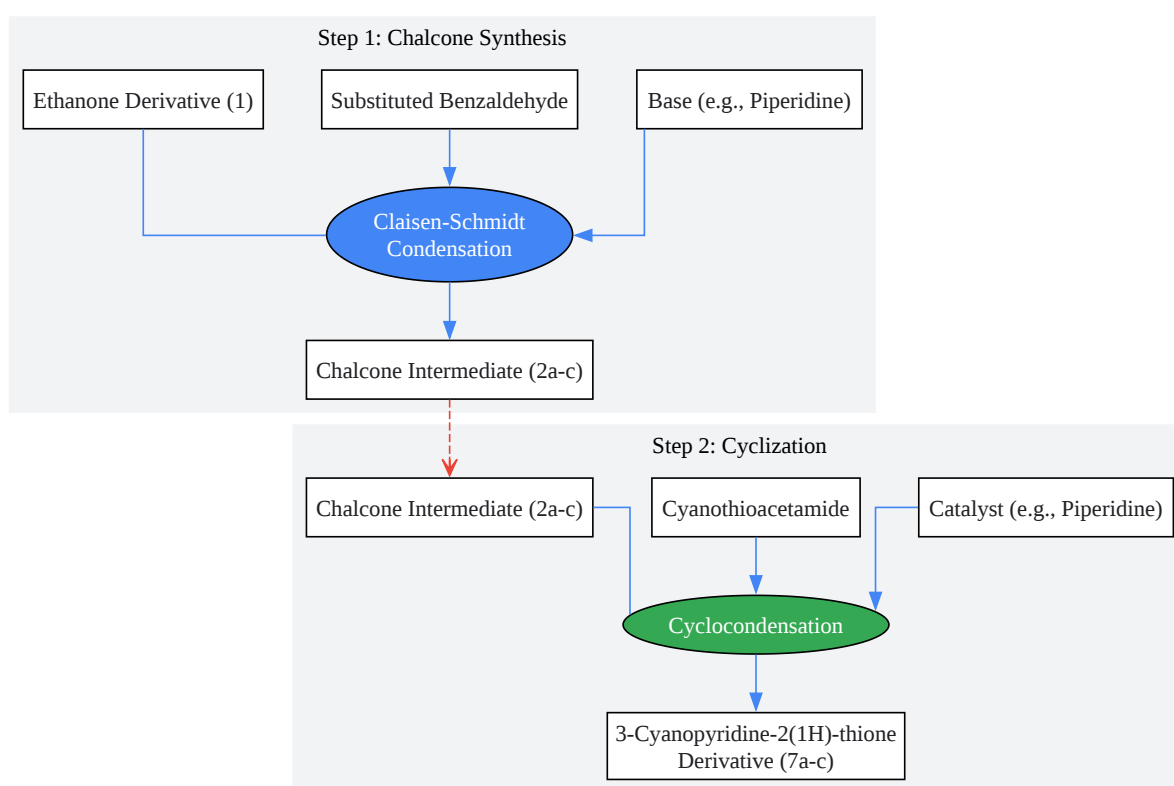 Step 1: Chalcone Synthesis
Ethanone Derivative (1)
Substituted Benzaldehyde
Base (e.g., Piperidine)
Claisen-Schmidt
Condensation
Chalcone Intermediate (2a-c)
Step 2: Cyclization
Chalcone Intermediate (2a-c)
Cyanothioacetamide
Catalyst (e.g., Piperidine)
Cyclocondensation
3-Cyanopyridine-2(1H)-thione
Derivative (7a-c)